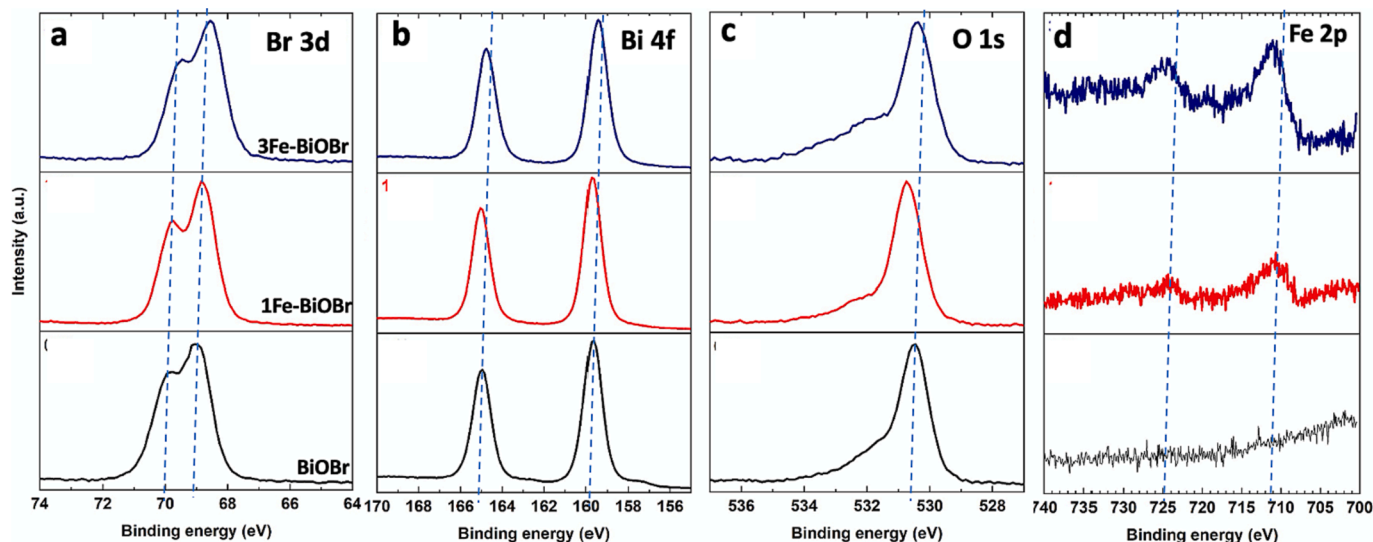 a
Br 3d
3Fe-BiOBr
1Fe-BiOBr
BiOBr
b
Bi 4f
1
c
O 1s
d
Fe 2p
Intensity (a.u.)
74 72 70 68 66 64
170 168 166 164 162 160 158 156
536 534 532 530 528
740 735 730 725 720 715 710 705 700
Binding energy (eV)
Binding energy (eV)
Binding energy (eV)
Binding energy (eV)